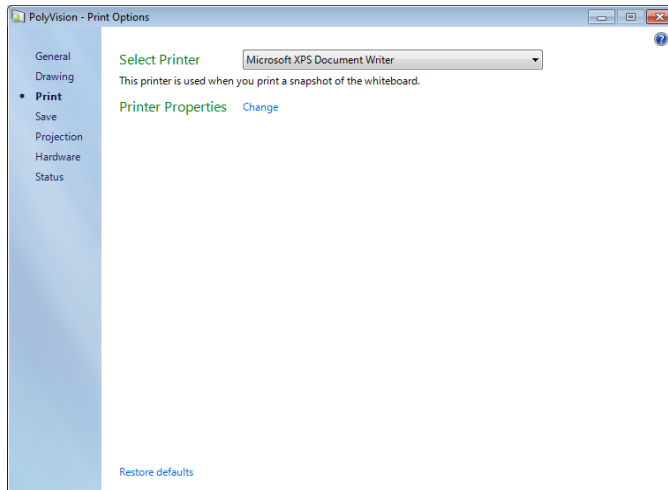 PolyVision - Print Options
General
Drawing
Print
Save
Projection
Hardware
Status
Select Printer Microsoft XPS Document Writer
This printer is used when you print a snapshot of the whiteboard.
Printer Properties Change
Restore defaults